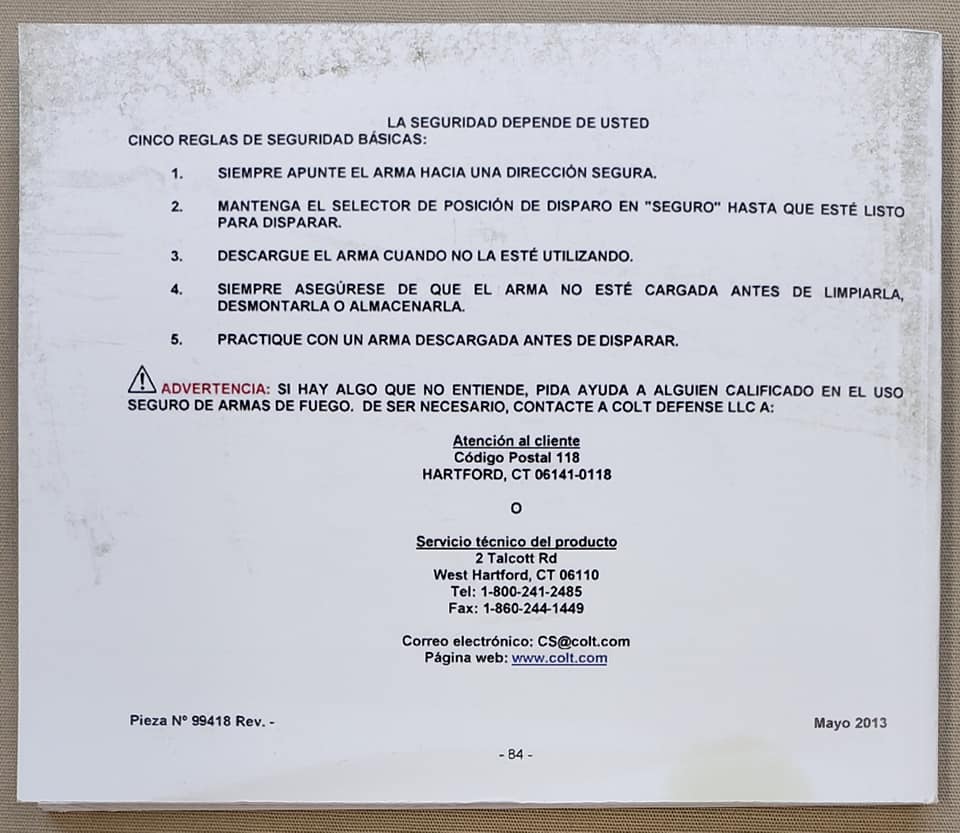 LA SEGURIDAD DEPENDE DE USTED
CINCO REGLAS DE SEGURIDAD BÁSICAS:
1. SIEMPRE APUNTE EL ARMA HACIA UNA DIRECCIÓN SEGURA.
2. MANTENGA EL SELECTOR DE POSICIÓN DE DISPARO EN "SEGURO" HASTA QUE ESTÉ LISTO
PARA DISPARAR.
3. DESCARGUE EL ARMA CUANDO NO LA ESTÉ UTILIZANDO.
4. SIEMPRE ASEGÚRESE DE QUE EL ARMA NO ESTÉ CARGADA ANTES DE LIMPIARLA,
DESMONTARLA O ALMACENARLA.
5. PRACTIQUE CON UN ARMA DESCARGADA ANTES DE DISPARAR.
ADVERTENCIA: SI HAY ALGO QUE NO ENTIENDE, PIDA AYUDA A ALGUIEN CALIFICADO EN EL USO
SEGURO DE ARMAS DE FUEGO. DE SER NECESARIO, CONTACTE A COLT DEFENSE LLC A:
Atención al cliente
Código Postal 118
HARTFORD, CT 06141-0118
O
Servicio técnico del producto
2 Talcott Rd
West Hartford, CT 06110
Tel: 1-800-241-2485
Fax: 1-860-244-1449
Correo electrónico: CS@colt.com
Página web: www.colt.com
Pieza Nº 99418 Rev. -
Mayo 2013
- 84 -